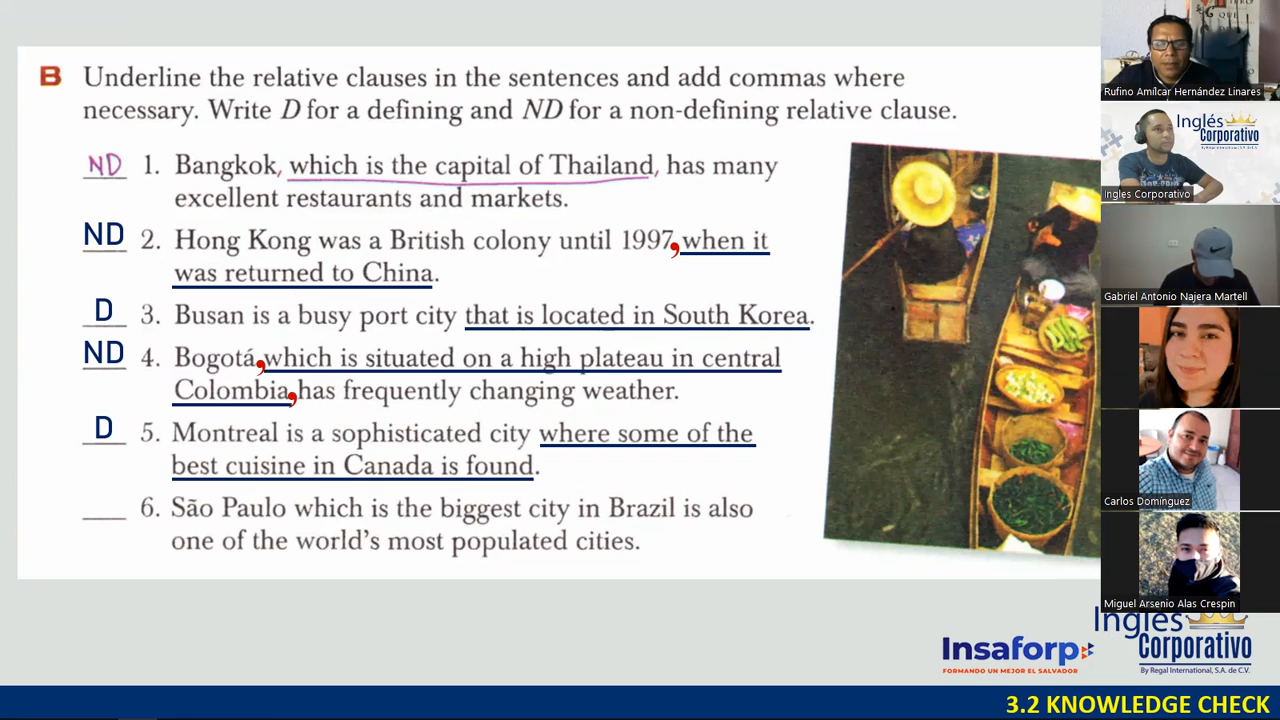 B Underline the relative clauses in the sentences and add commas where
necessary. Write D for a defining and ND for a non-defining relative clause.
ND 1. Bangkok, which is the capital of Thailand, has many
excellent restaurants and markets.
ND 2. Hong Kong was a British colony until 1997, when it
was returned to China.
D 3. Busan is a busy port city that is located in South Korea.
ND 4. Bogotá, which is situated on a high plateau in central
Colombia, has frequently changing weather.
D 5. Montreal is a sophisticated city where some of the
best cuisine in Canada is found.
___ 6. São Paulo which is the biggest city in Brazil is also
one of the world's most populated cities.
Rufino Amílcar Hernández Linares
Inglés
Corporativo
By Regal International, S.A. de C.V.
Ingles Corporativo
Gabriel Antonio Najera Martell
Carlos Domínguez
Miguel Arsenio Alas Crespin
Insaforp
FORMANDO UN MEJOR EL SALVADOR
Inglés
Corporativo
By Regal International, S.A. de C.V.
3.2 KNOWLEDGE CHECK